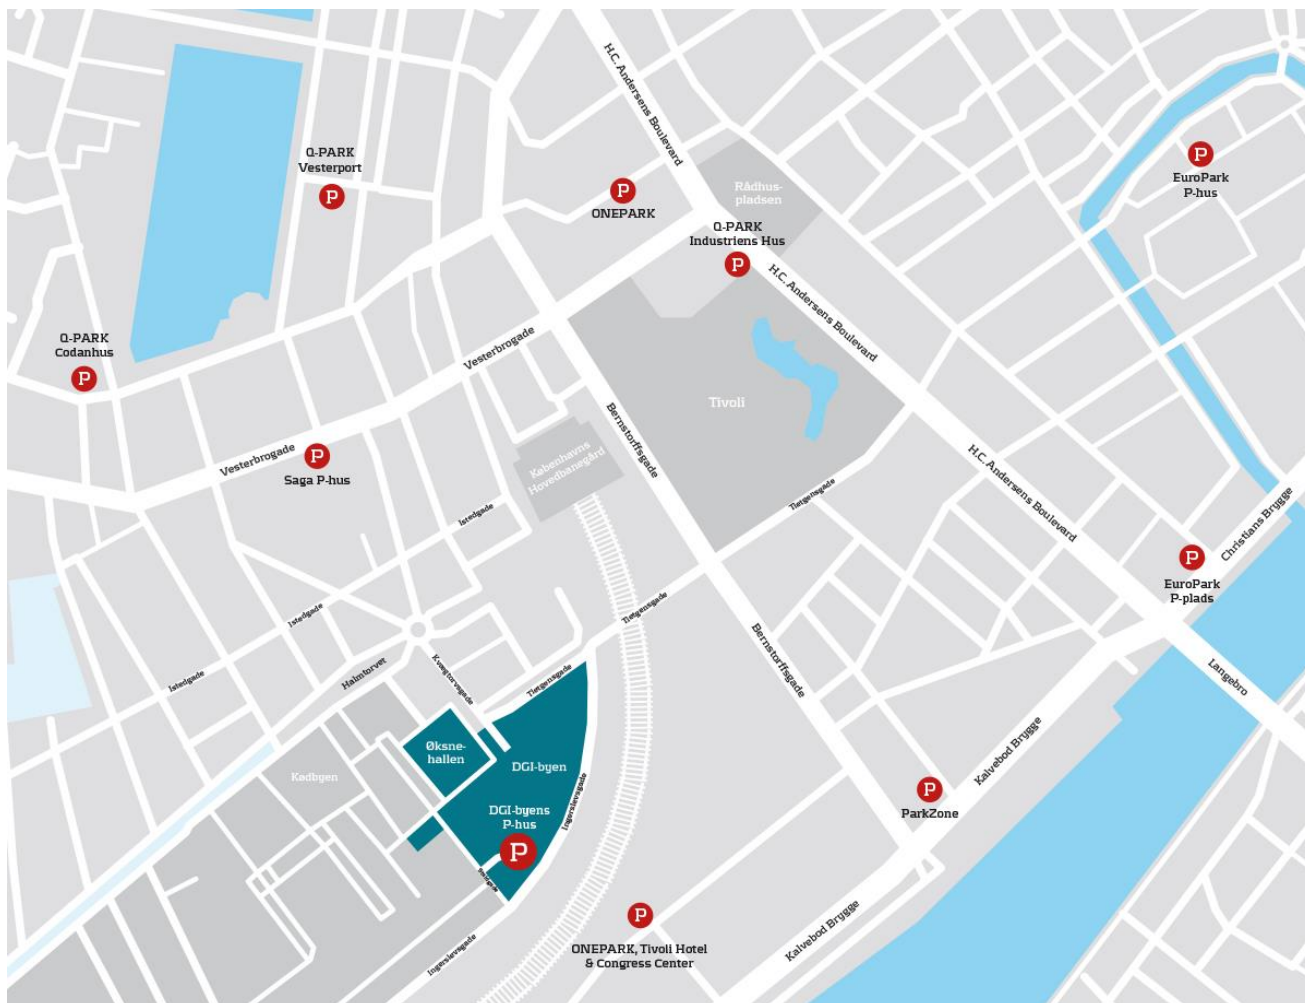 H.C. Andersens Boulevard
Q-PARK
Vesterport
P
P
ONEPARK
Rådhus-
pladsen
P
EuroPark
P-hus
Q-PARK
Industriens Hus
P
H.C. Andersens Boulevard
Q-PARK
Codanhus
P
Vesterbrogade
Tivoli
Bernstorffsgade
Vesterbrogade
P
Saga P-hus
Københavns
Hovedbanegård
H.C. Andersens Boulevard
Tietgensgade
Istedgade
Christians Brygge
P
EuroPark
P-plads
Istedgade
Tietgensgade
Bernstorffsgade
Halmtorvet
Kvægtorvsgade
Tietgensgade
Istedgade
Langebro
Øksne-
hallen
DGI-byen
Kødbyen
Kalvebod Brygge
Ingerslevsgade
P
ParkZone
DGI-byens
P-hus
P
P
ONEPARK, Tivoli Hotel
& Congress Center
Kalvebod Brygge
Ingerslevsgade